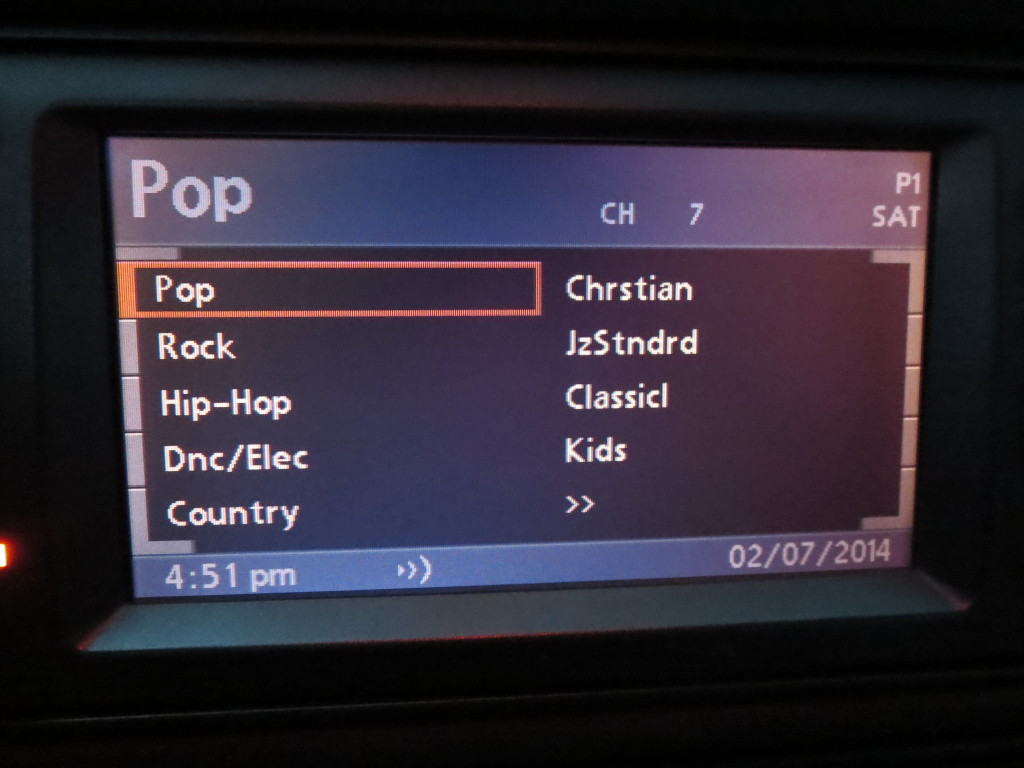 Pop
CH 7
P1
SAT
Pop
Rock
Hip-Hop
Dnc/Elec
Country
Chrstian
JzStndrd
Classicl
Kids
>>
4:51 pm
02/07/2014